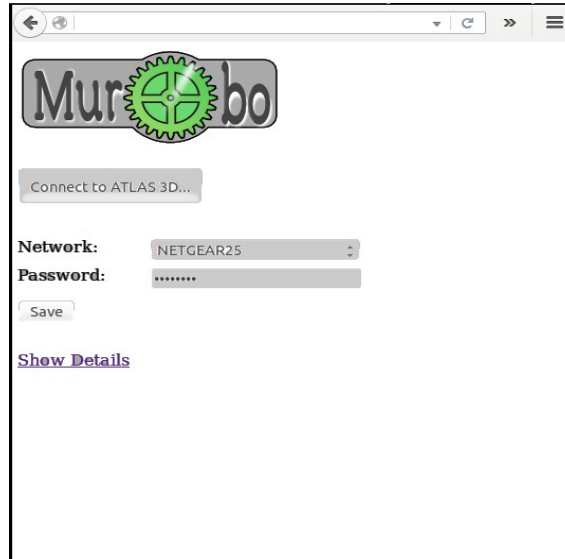 Murobo
Connect to ATLAS 3D...
Network: NETGEAR25
Password: ••••••••
Save
Show Details